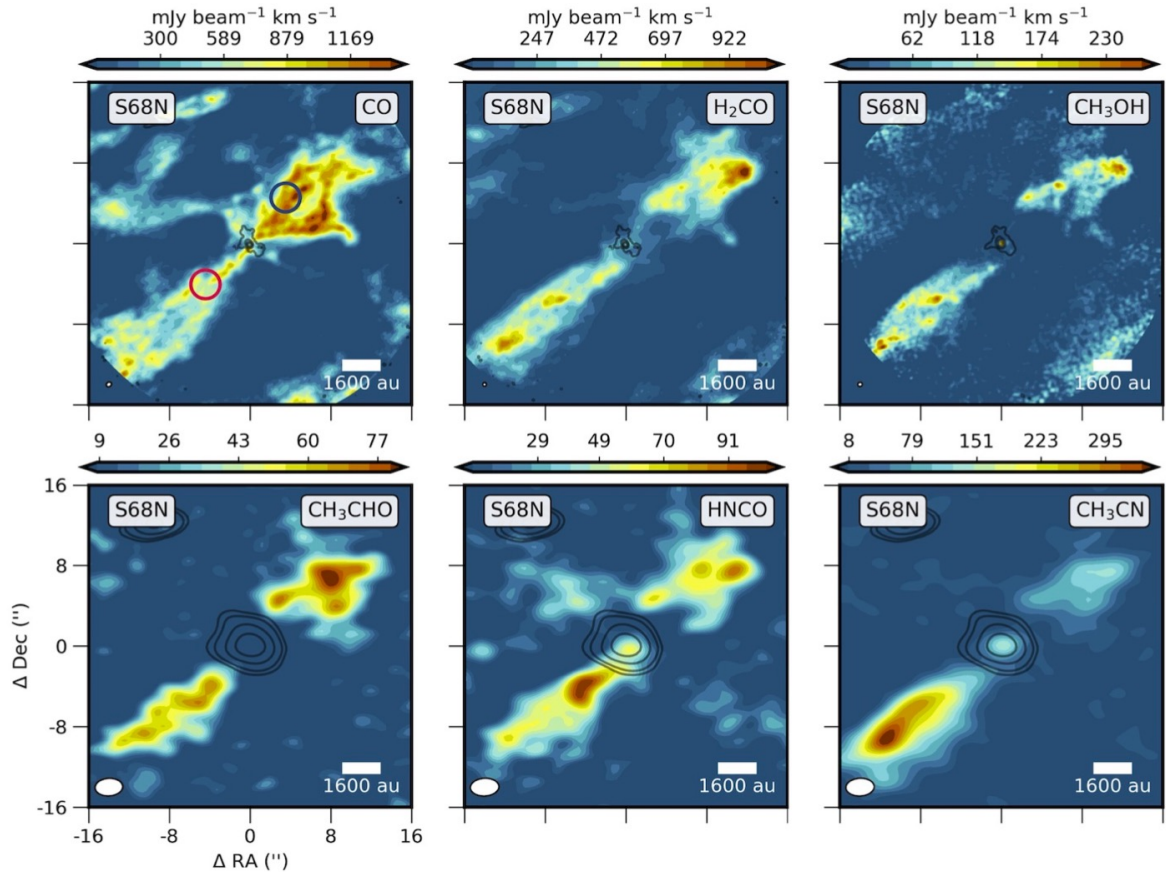 mJy beam⁻¹ km s⁻¹ mJy beam⁻¹ km s⁻¹ mJy beam⁻¹ km s⁻¹
300 589 879 1169 247 472 697 922 62 118 174 230
S68N CO S68N H₂CO S68N CH₃OH
1600 au 1600 au 1600 au
9 26 43 60 77 29 49 70 91 8 79 151 223 295
16
S68N CH₃CHO S68N HNCO S68N CH₃CN
8
0
Δ Dec ('')
-8
1600 au 1600 au 1600 au
-16
-16 -8 0 8 16
Δ RA ('')